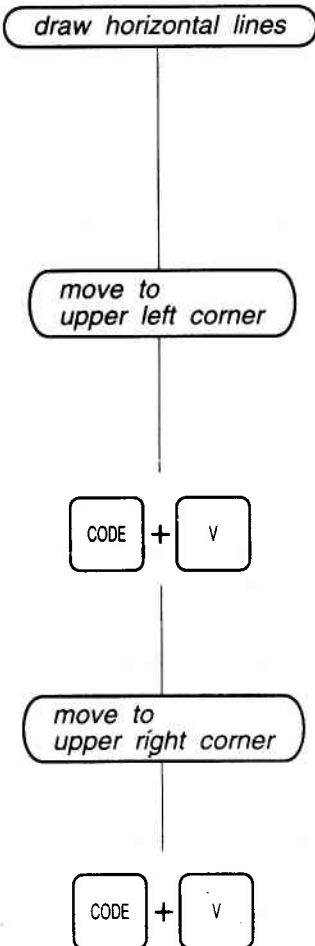 draw horizontal lines
move to
upper left corner
CODE + V
move to
upper right corner
CODE + V